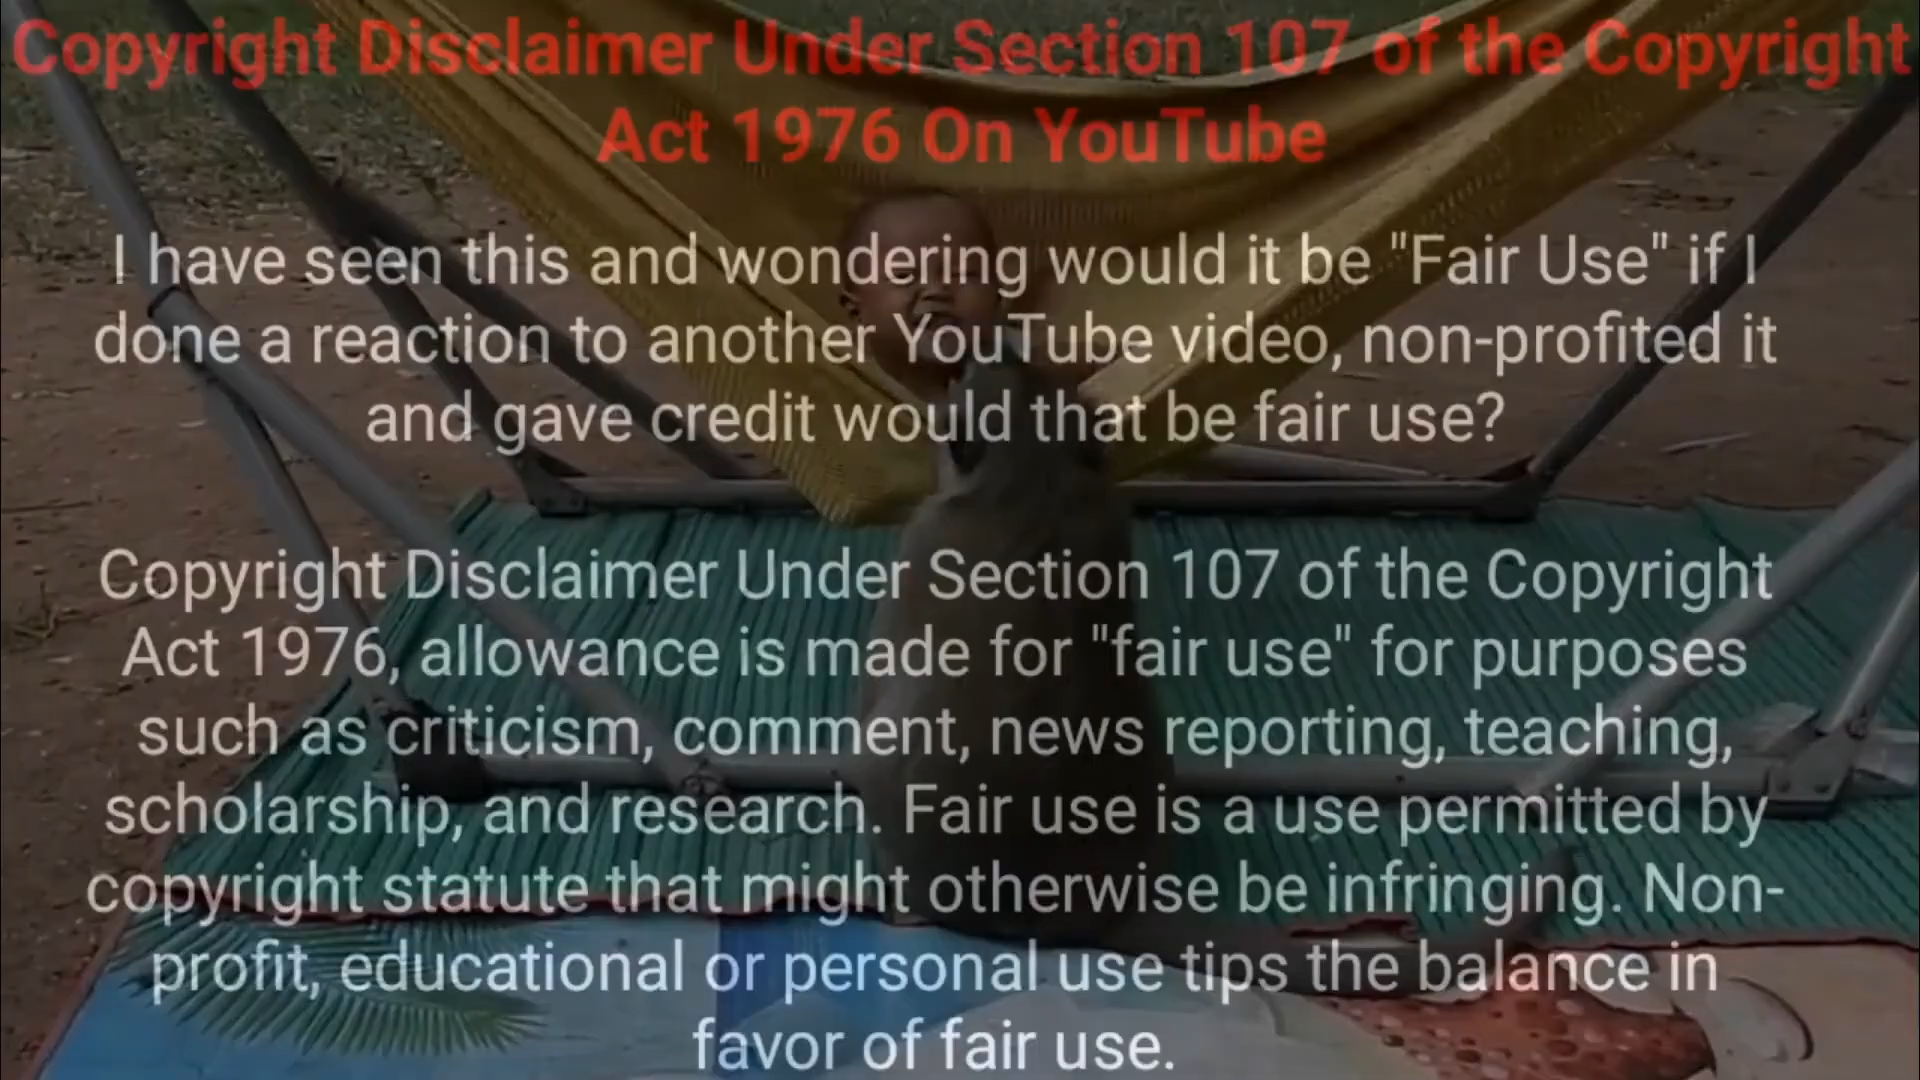 Copyright Disclaimer Under Section 107 of the Copyright
Act 1976 On YouTube
I have seen this and wondering would it be "Fair Use" if I
done a reaction to another YouTube video, non-profited it
and gave credit would that be fair use?
Copyright Disclaimer Under Section 107 of the Copyright
Act 1976, allowance is made for "fair use" for purposes
such as criticism, comment, news reporting, teaching,
scholarship, and research. Fair use is a use permitted by
copyright statute that might otherwise be infringing. Non-
profit, educational or personal use tips the balance in
favor of fair use.